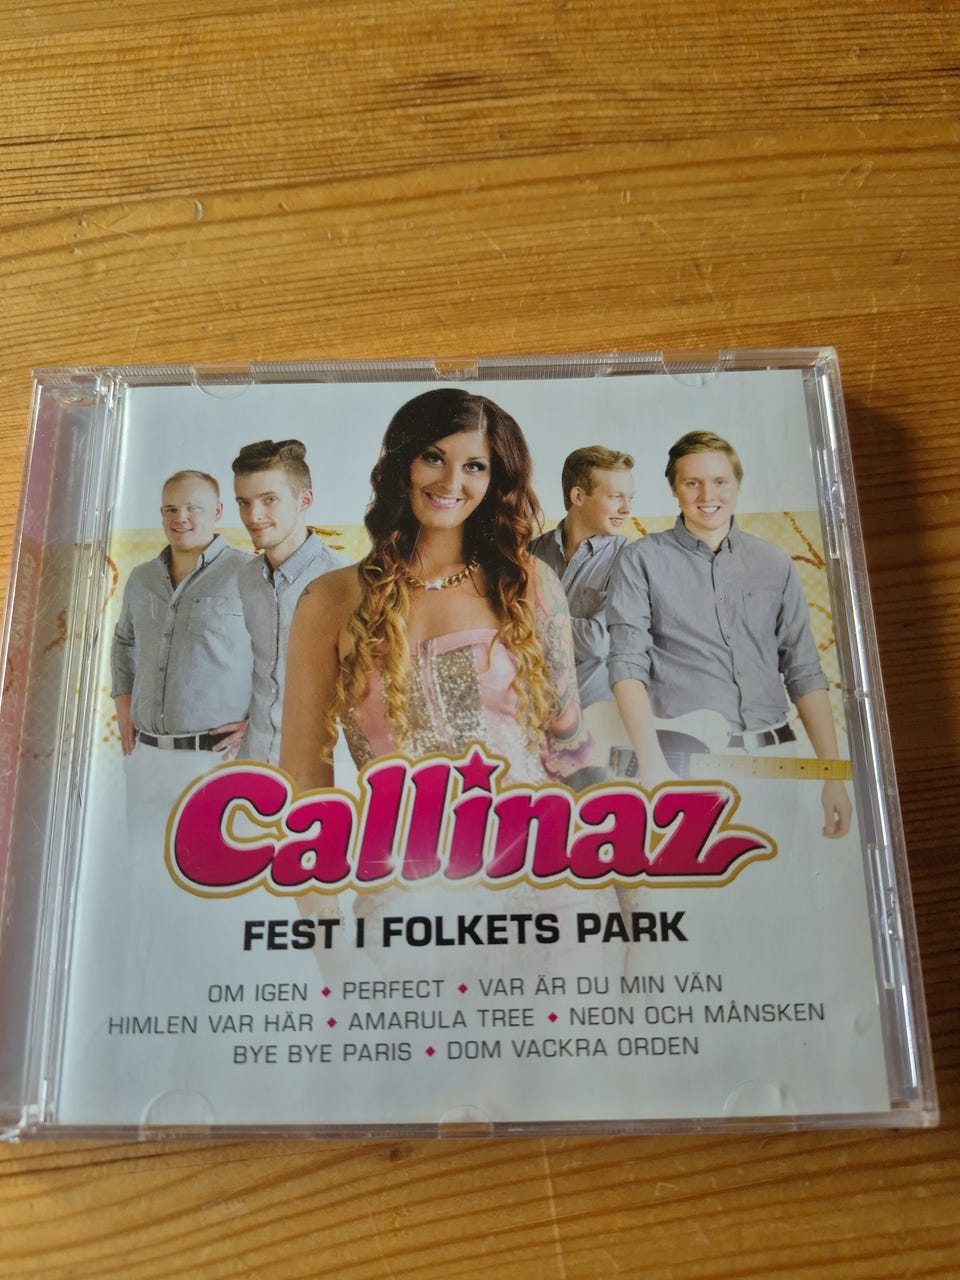 Callinaz
FEST I FOLKETS PARK
OM IGEN ♦ PERFECT ♦ VAR ÄR DU MIN VÄN
HIMLEN VAR HÄR ♦ AMARULA TREE ♦ NEON OCH MÅNSKEN
BYE BYE PARIS ♦ DOM VACKRA ORDEN